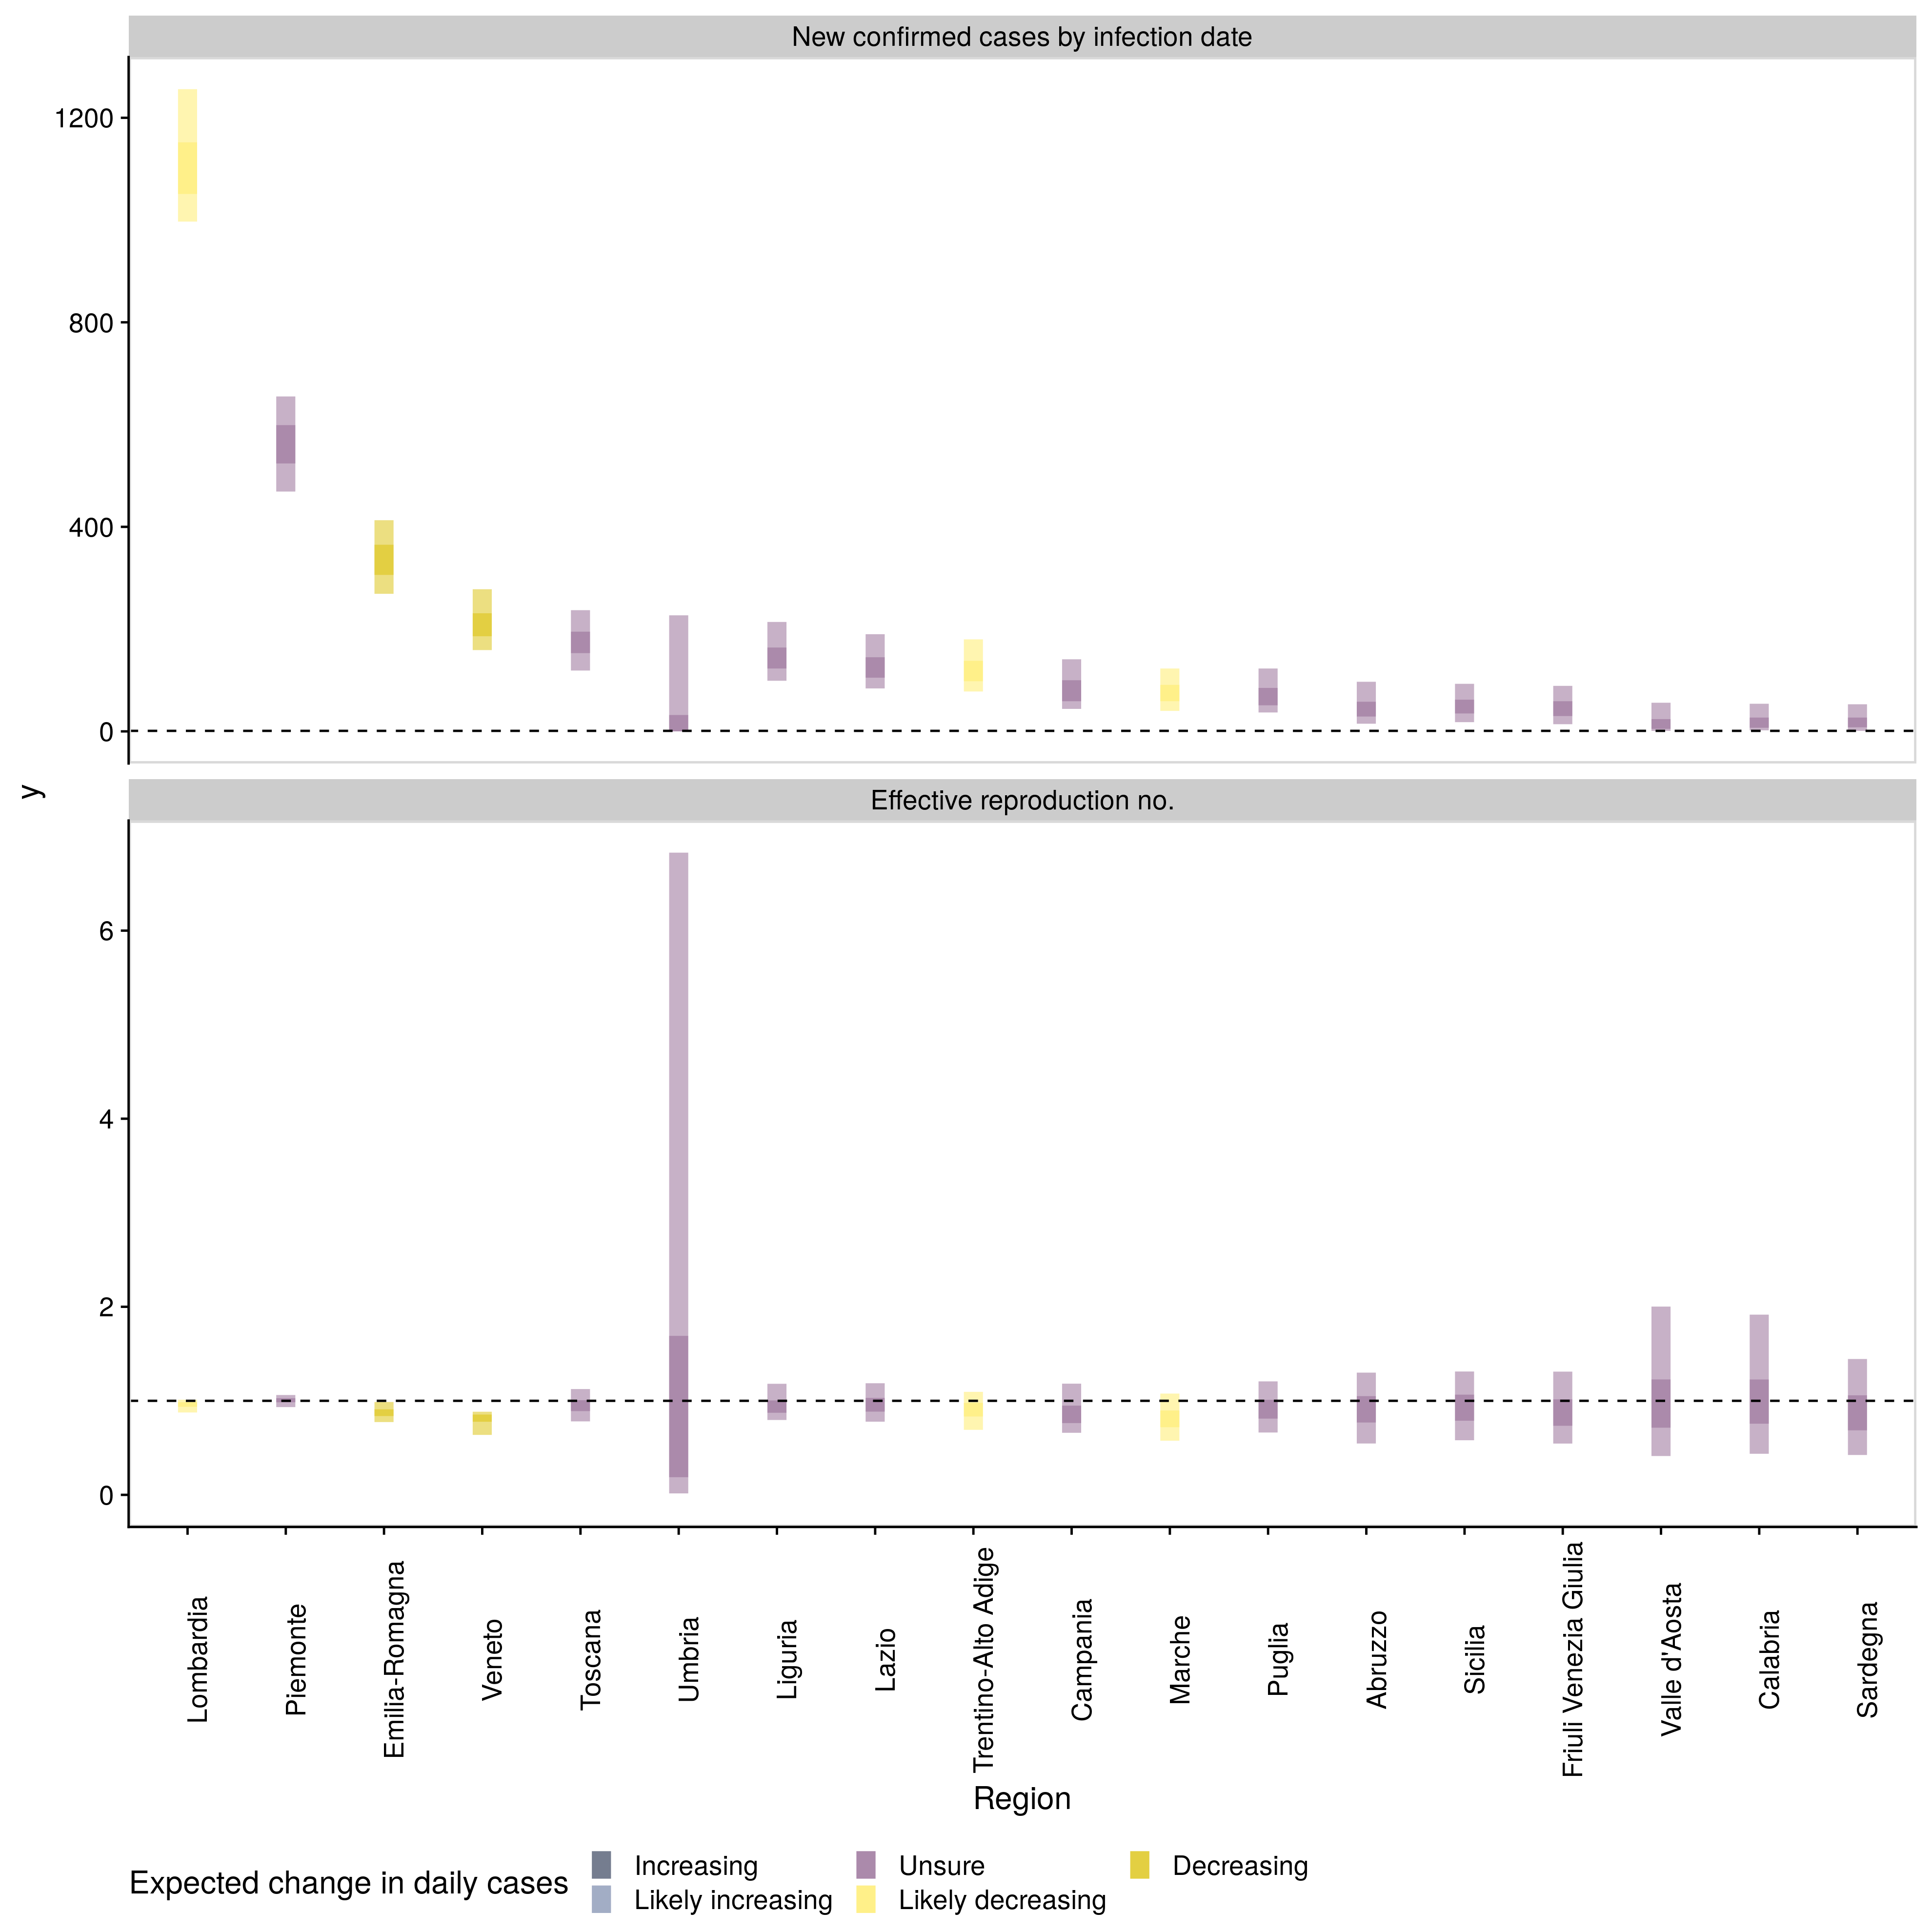 New confirmed cases by infection date
1200
800
400
0
y
Effective reproduction no.
6
4
2
0
Lombardia
Piemonte
Emilia-Romagna
Veneto
Toscana
Umbria
Liguria
Lazio
Trentino-Alto Adige
Campania
Marche
Puglia
Abruzzo
Sicilia
Friuli Venezia Giulia
Valle d'Aosta
Calabria
Sardegna
Region
Expected change in daily cases
Increasing
Likely increasing
Unsure
Likely decreasing
Decreasing